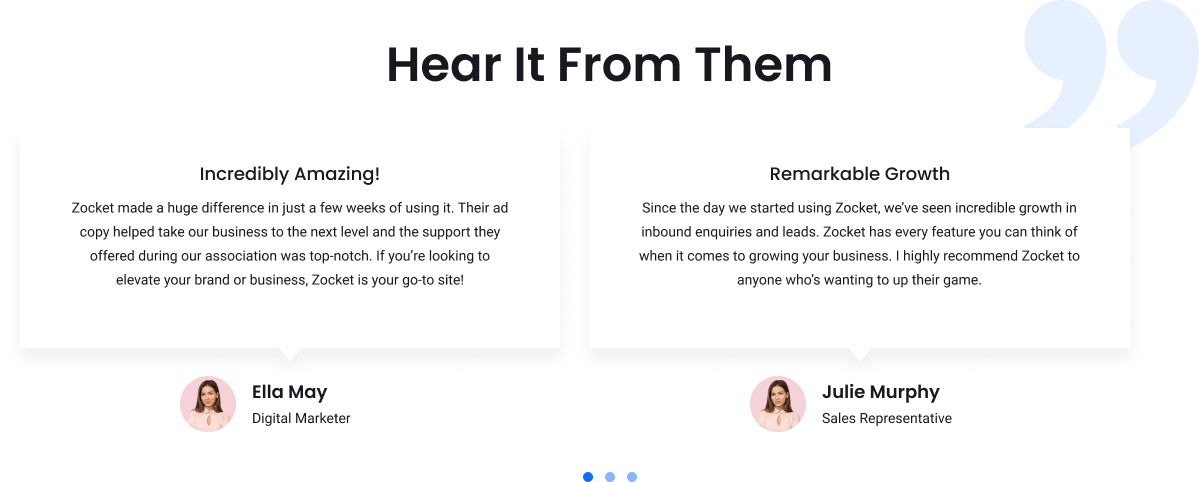 Hear It From Them
Incredibly Amazing!
Zocket made a huge difference in just a few weeks of using it. Their ad
copy helped take our business to the next level and the support they
offered during our association was top-notch. If you’re looking to
elevate your brand or business, Zocket is your go-to site!
Ella May
Digital Marketer
Remarkable Growth
Since the day we started using Zocket, we’ve seen incredible growth in
inbound enquiries and leads. Zocket has every feature you can think of
when it comes to growing your business. I highly recommend Zocket to
anyone who’s wanting to up their game.
Julie Murphy
Sales Representative